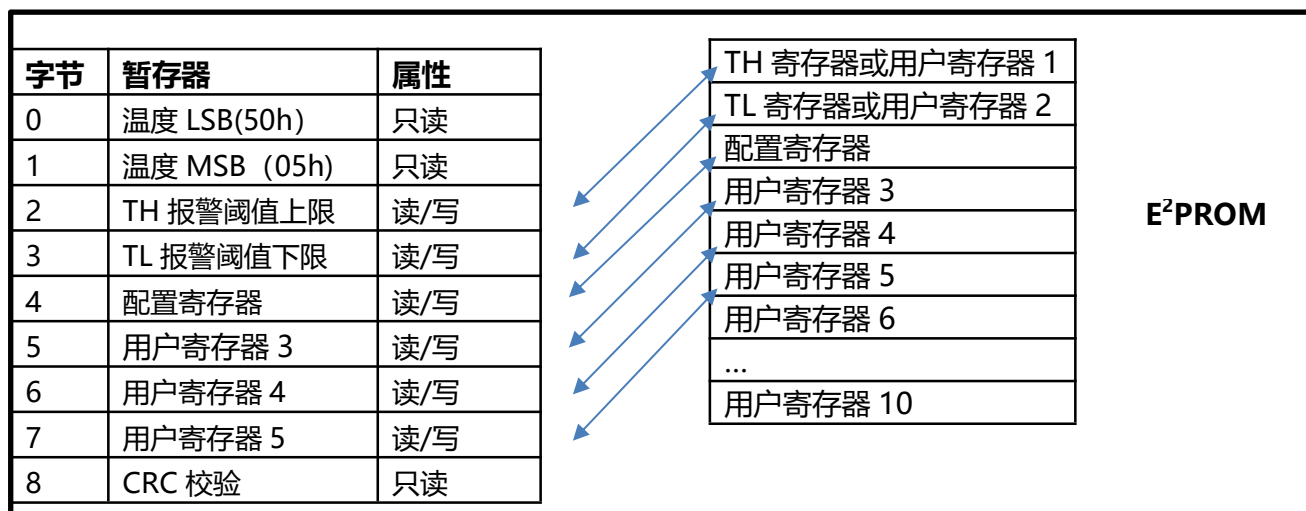 字节 暂存器 属性
0 温度 LSB(50h） 只读
1 温度 MSB（05h) 只读
2 TH 报警阈值上限 读/写
3 TL 报警阈值下限 读/写
4 配置寄存器 读/写
5 用户寄存器 3 读/写
6 用户寄存器 4 读/写
7 用户寄存器 5 读/写
8 CRC 校验 只读
TH 寄存器或用户寄存器 1
TL 寄存器或用户寄存器 2
配置寄存器
用户寄存器 3
用户寄存器 4
用户寄存器 5
用户寄存器 6
...
用户寄存器 10
E²PROM